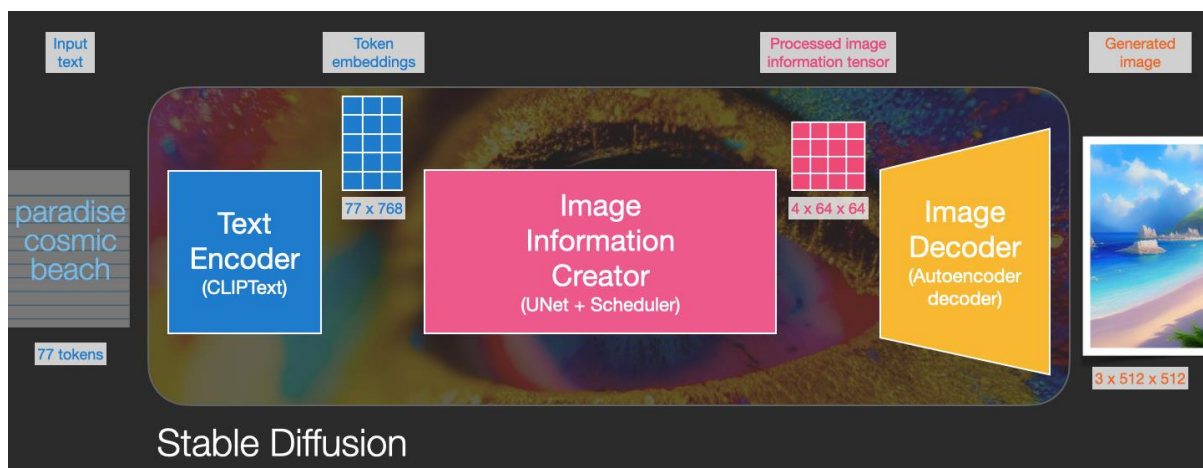 Input
text
Token
embeddings
Processed image
information tensor
Generated
image
paradise
cosmic
beach
77 tokens
Text
Encoder
(CLIPText)
77 x 768
Image
Information
Creator
(UNet + Scheduler)
4 x 64 x 64
Image
Decoder
(Autoencoder
decoder)
3 x 512 x 512
Stable Diffusion